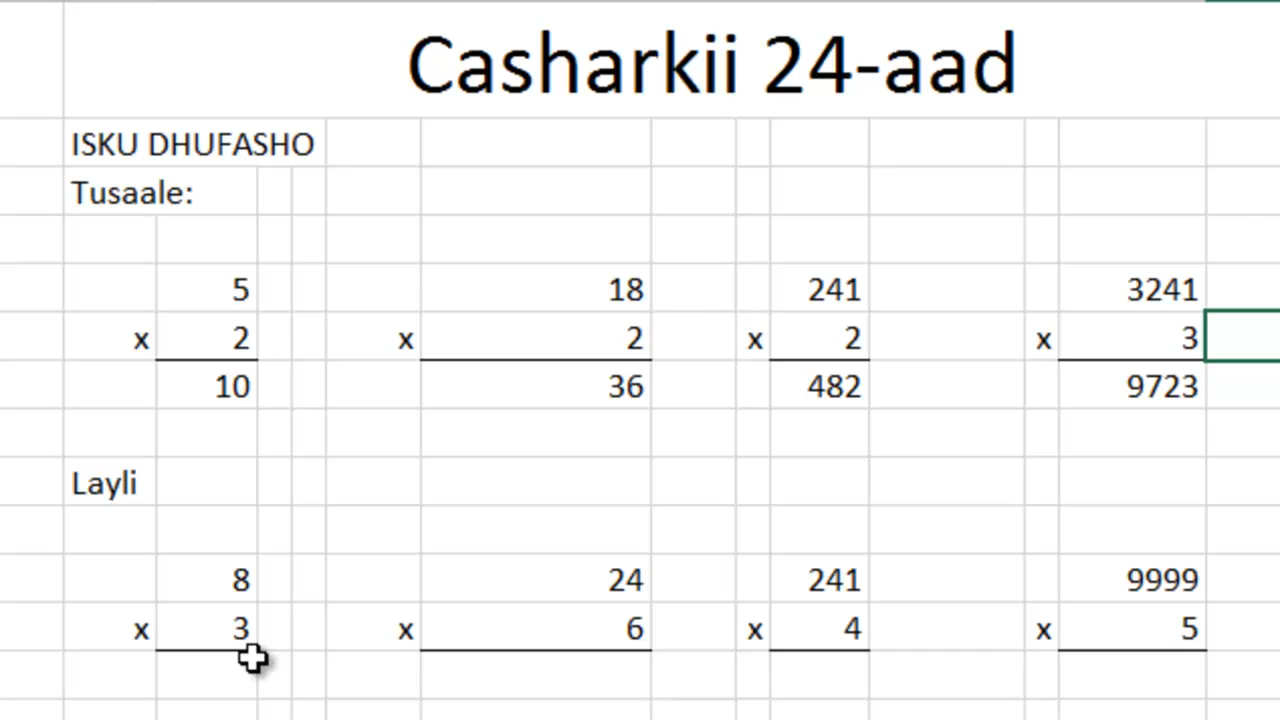 Casharkii 24-aad
ISKU DHUFASHO
Tusaale:
5 18 241 3241
x 2 x 2 x 2 x 3
10 36 482 9723
Layli
8 24 241 9999
x 3 x 6 x 4 x 5